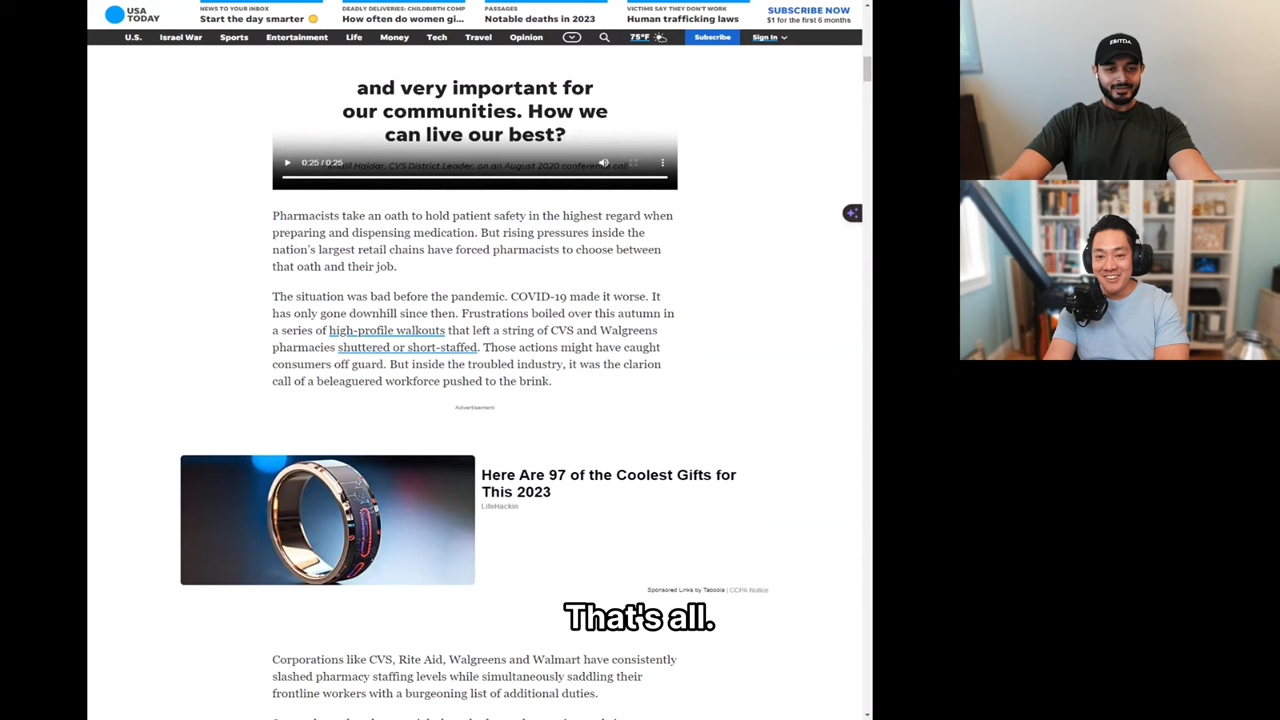 USA
TODAY
NEWS TO YOUR INBOX
Start the day smarter
DEADLY DELIVERIES: CHILDBIRTH COMP
How often do women gi...
PASSAGES
Notable deaths in 2023
VICTIMS SAY THEY DON'T WORK
Human trafficking laws
SUBSCRIBE NOW
$1 for the first 6 months
U.S. Israel War Sports Entertainment Life Money Tech Travel Opinion 75°F Subscribe Sign In
and very important for
our communities. How we
can live our best?
Haidar, CVS District Leader, on an August 2020 conference call
0:25 / 0:25
Pharmacists take an oath to hold patient safety in the highest regard when
preparing and dispensing medication. But rising pressures inside the
nation's largest retail chains have forced pharmacists to choose between
that oath and their job.
The situation was bad before the pandemic. COVID-19 made it worse. It
has only gone downhill since then. Frustrations boiled over this autumn in
a series of high-profile walkouts that left a string of CVS and Walgreens
pharmacies shuttered or short-staffed. Those actions might have caught
consumers off guard. But inside the troubled industry, it was the clarion
call of a beleaguered workforce pushed to the brink.
Advertisement
Here Are 97 of the Coolest Gifts for
This 2023
LifeHackin
Sponsored Links by Taboola | CCPA Notice
That's all.
Corporations like CVS, Rite Aid, Walgreens and Walmart have consistently
slashed pharmacy staffing levels while simultaneously saddling their
frontline workers with a burgeoning list of additional duties.
EBITDA